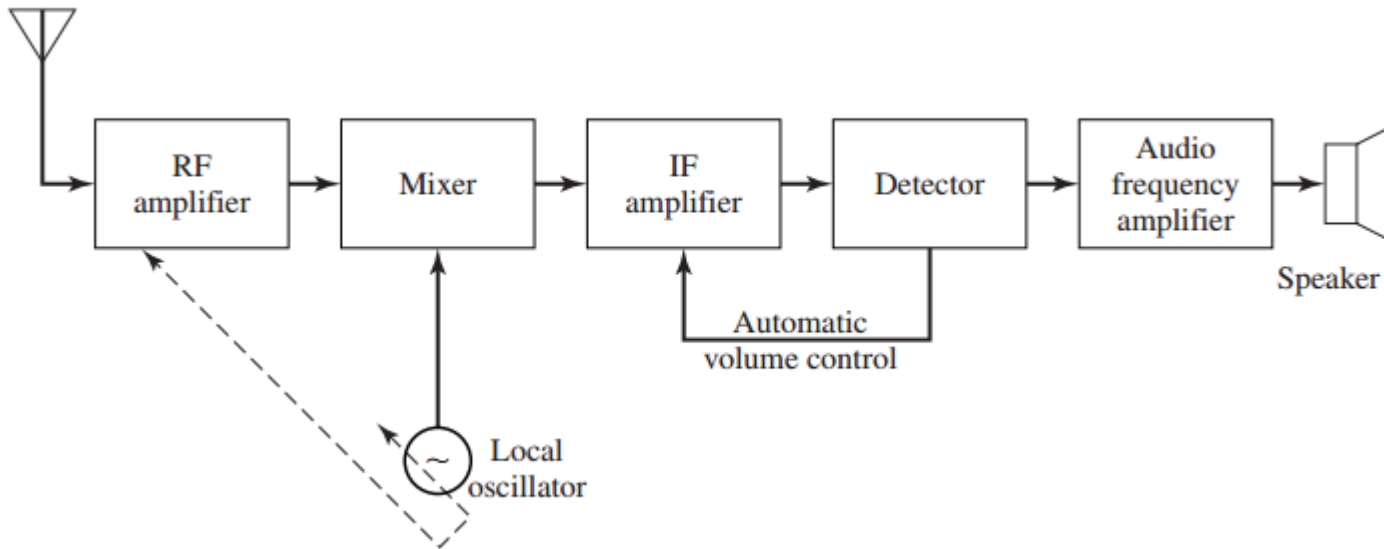 RF
amplifier
Mixer
IF
amplifier
Detector
Audio
frequency
amplifier
Speaker
Automatic
volume control
~
Local
oscillator